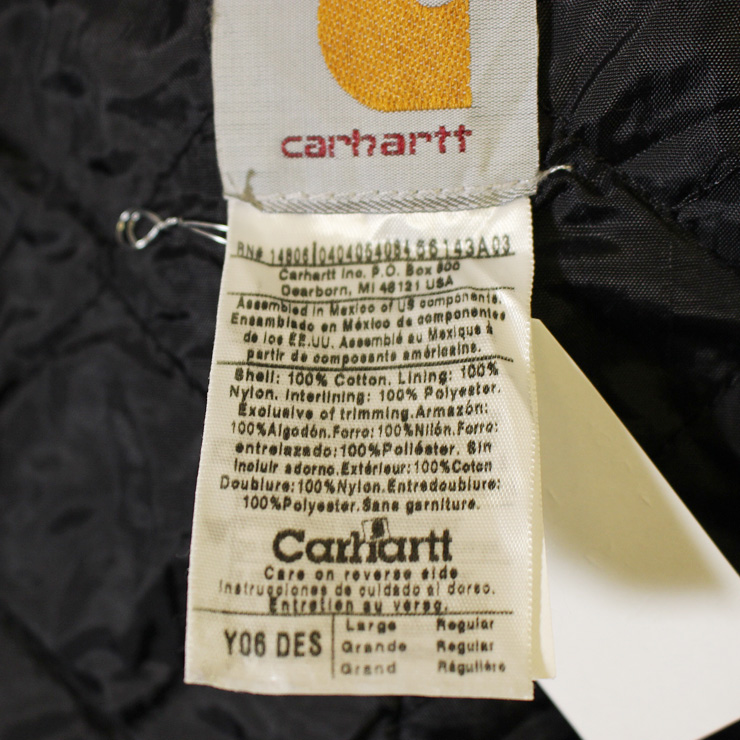 carhartt
RN# 14806 0404054084 66143A03
Carhartt Inc. P.O. Box 600
Dearborn, MI 48121 USA
Assembled in Mexico of US components.
Ensamblado en México de componentes
de los EE.UU. Assemblé au Mexique à
partir de composants américains.
Shell: 100% Cotton. Lining: 100%
Nylon. Interlining: 100% Polyester.
Exclusive of trimming. Armazón:
100%Algodón.Forro:100%Nilón.Forro
entrelazado:100%Poliéster. Sin
Incluir adorno.Extérieur:100%Coton
Doublure:100%Nylon.Entredoublure:
100%Polyester.Sans garniture.
Carhartt
Care on reverse side
Instrucciones de cuidado al dorso.
Entretien au verso.
Y06 DES
Large Regular
Grande Regular
Grand Régulière